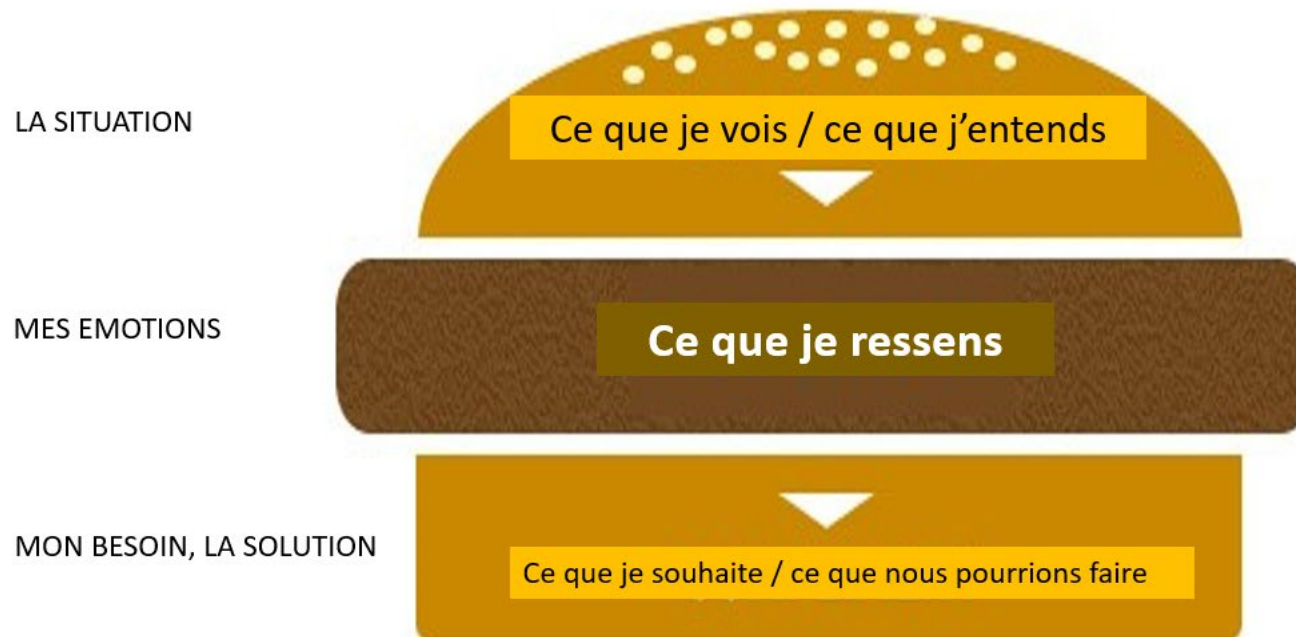 LA SITUATION
Ce que je vois / ce que j’entends
MES EMOTIONS
Ce que je ressens
MON BESOIN, LA SOLUTION
Ce que je souhaite / ce que nous pourrions faire